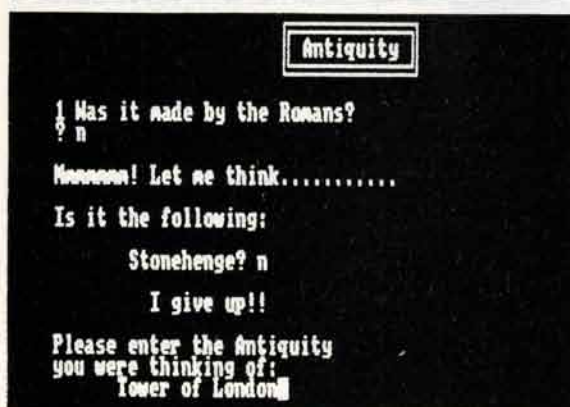 Antiquity
1 Was it made by the Romans?
? n
Mmmmmmm! Let me think...........
Is it the following:
Stonehenge? n
I give up!!
Please enter the Antiquity
you were thinking of:
Tower of London